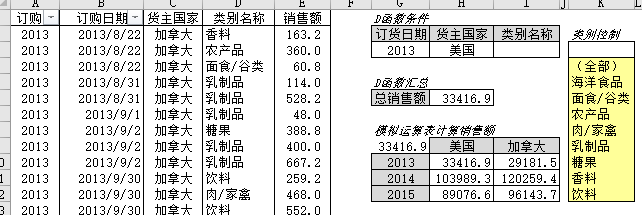 A B C D E F G H I J K L
订购 订购日期 货主国家 类别名称 销售额 D函数条件
2013 2013/8/22 加拿大 香料 163.2 订货日期 货主国家 类别名称 类别控制
2013 2013/8/22 加拿大 农产品 360.0 2013 美国
2013 2013/8/22 加拿大 面食/谷类 60.8 （全部）
2013 2013/8/31 加拿大 乳制品 114.0 D函数汇总 海洋食品
2013 2013/8/31 加拿大 乳制品 528.2 总销售额 33416.9 面食/谷类
2013 2013/9/1 加拿大 乳制品 48.0 农产品
2013 2013/9/2 加拿大 糖果 388.8 模拟运算表计算销售额 肉/家禽
2013 2013/9/2 加拿大 乳制品 400.0 33416.9 美国 加拿大 乳制品
0 2013 2013/9/2 加拿大 乳制品 667.2 2013 33416.9 29181.5 糖果
1 2013 2013/9/30 加拿大 饮料 259.2 2014 103989.3 120259.4 香料
2 2013 2013/9/30 加拿大 肉/家禽 468.0 2015 89076.6 96143.7 饮料
3 2013 2013/9/30 加拿大 饮料 552.0